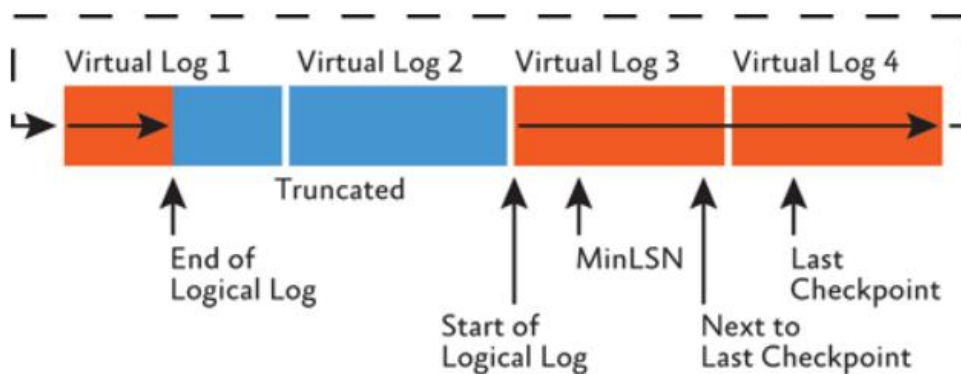 Virtual Log 1
Virtual Log 2
Virtual Log 3
Virtual Log 4
Truncated
End of
Logical Log
MinLSN
Last
Checkpoint
Start of
Logical Log
Next to
Last Checkpoint